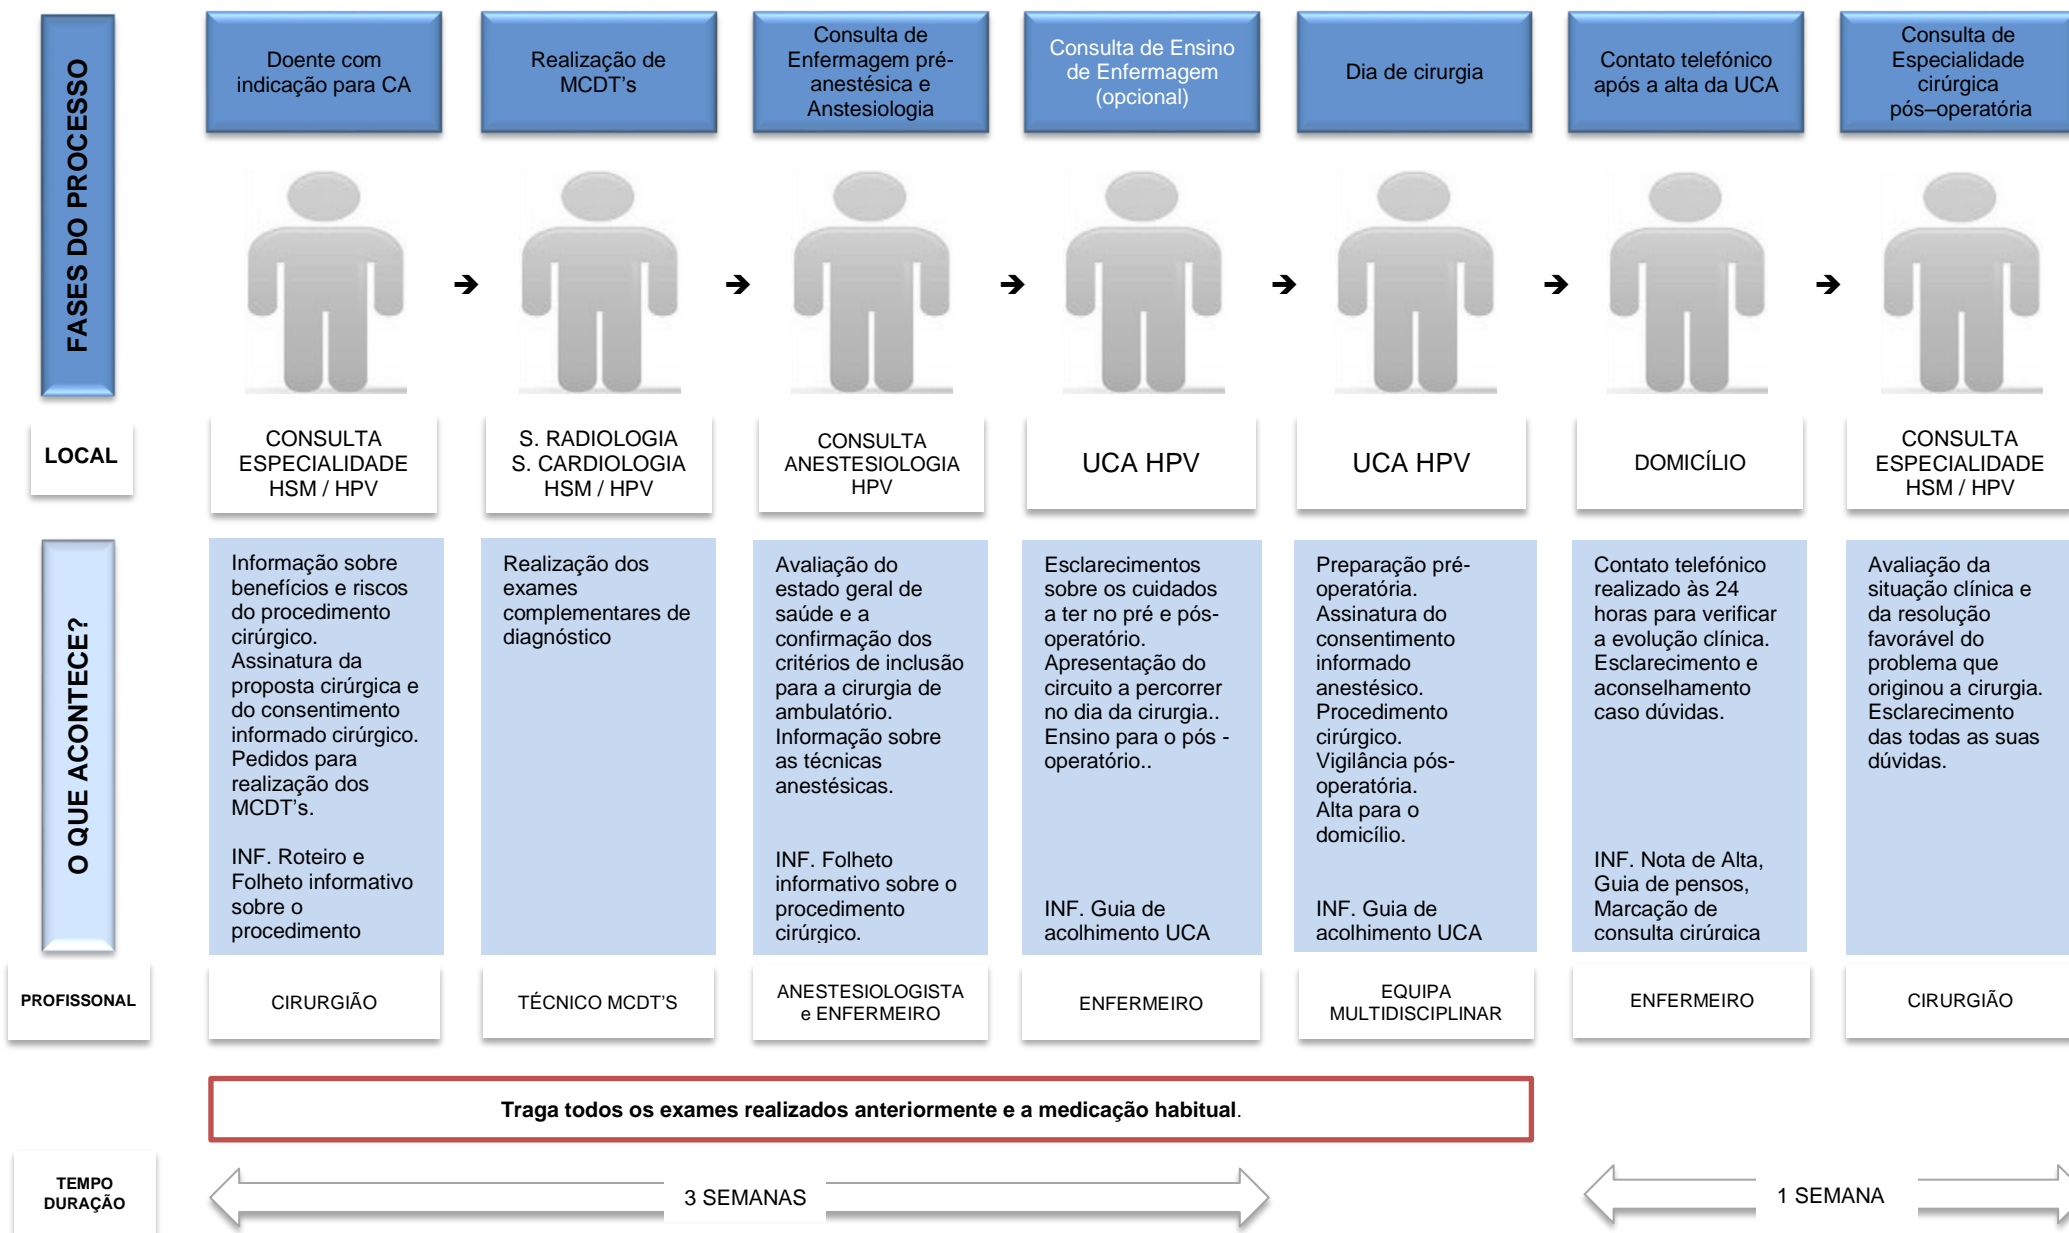 FASES DO PROCESSO
Doente com
indicação para CA
Realização de
MCDT's
Consulta de
Enfermagem pré-
anestésica e
Anstesiologia
Consulta de Ensino
de Enfermagem
(opcional)
Dia de cirurgia
Contato telefónico
após a alta da UCA
Consulta de
Especialidade
cirúrgica
pós–operatória
➔ ➔ ➔ ➔ ➔ ➔
LOCAL
CONSULTA
ESPECIALIDADE
HSM / HPV
S. RADIOLOGIA
S. CARDIOLOGIA
HSM / HPV
CONSULTA
ANESTESIOLOGIA
HPV
UCA HPV
UCA HPV
DOMICÍLIO
CONSULTA
ESPECIALIDADE
HSM / HPV
O QUE ACONTECE?
Informação sobre
benefícios e riscos
do procedimento
cirúrgico.
Assinatura da
proposta cirúrgica e
do consentimento
informado cirúrgico.
Pedidos para
realização dos
MCDT's.
INF. Roteiro e
Folheto informativo
sobre o
procedimento
Realização dos
exames
complementares de
diagnóstico
Avaliação do
estado geral de
saúde e a
confirmação dos
critérios de inclusão
para a cirurgia de
ambulatório.
Informação sobre
as técnicas
anestésicas.
INF. Folheto
informativo sobre o
procedimento
cirúrgico.
Esclarecimentos
sobre os cuidados
a ter no pré e pós-
operatório.
Apresentação do
circuito a percorrer
no dia da cirurgia..
Ensino para o pós -
operatório..
INF. Guia de
acolhimento UCA
Preparação pré-
operatória.
Assinatura do
consentimento
informado
anestésico.
Procedimento
cirúrgico.
Vigilância pós-
operatória.
Alta para o
domicílio.
INF. Guia de
acolhimento UCA
Contato telefónico
realizado às 24
horas para verificar
a evolução clínica.
Esclarecimento e
aconselhamento
caso dúvidas.
INF. Nota de Alta,
Guia de pensos,
Marcação de
consulta cirúrgica
Avaliação da
situação clínica e
da resolução
favorável do
problema que
originou a cirurgia.
Esclarecimento
das todas as suas
dúvidas.
PROFISSONAL
CIRURGIÃO
TÉCNICO MCDT'S
ANESTESIOLOGISTA
e ENFERMEIRO
ENFERMEIRO
EQUIPA
MULTIDISCIPLINAR
ENFERMEIRO
CIRURGIÃO
Traga todos os exames realizados anteriormente e a medicação habitual.
TEMPO
DURAÇÃO
3 SEMANAS
1 SEMANA